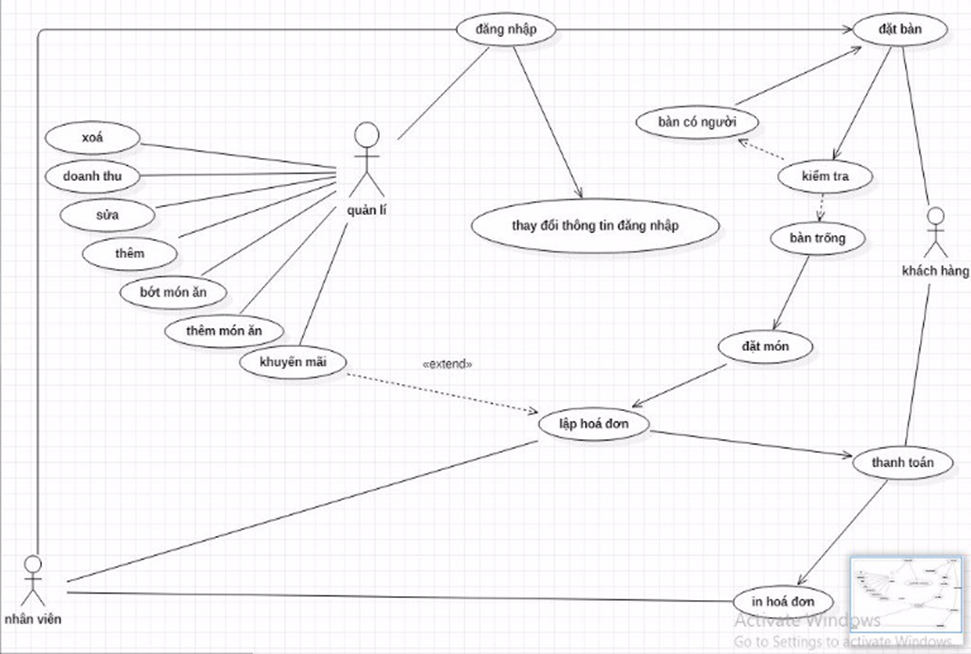 đăng nhập
đặt bàn
bàn có người
xoá
doanh thu
kiểm tra
sửa
quản lí
thay đổi thông tin đăng nhập
bàn trống
thêm
khách hàng
bớt món ăn
thêm món ăn
đặt món
khuyến mãi
«extend»
lập hoá đơn
thanh toán
in hoá đơn
nhân viên
Activate Windows
Go to Settings to activate Windows.